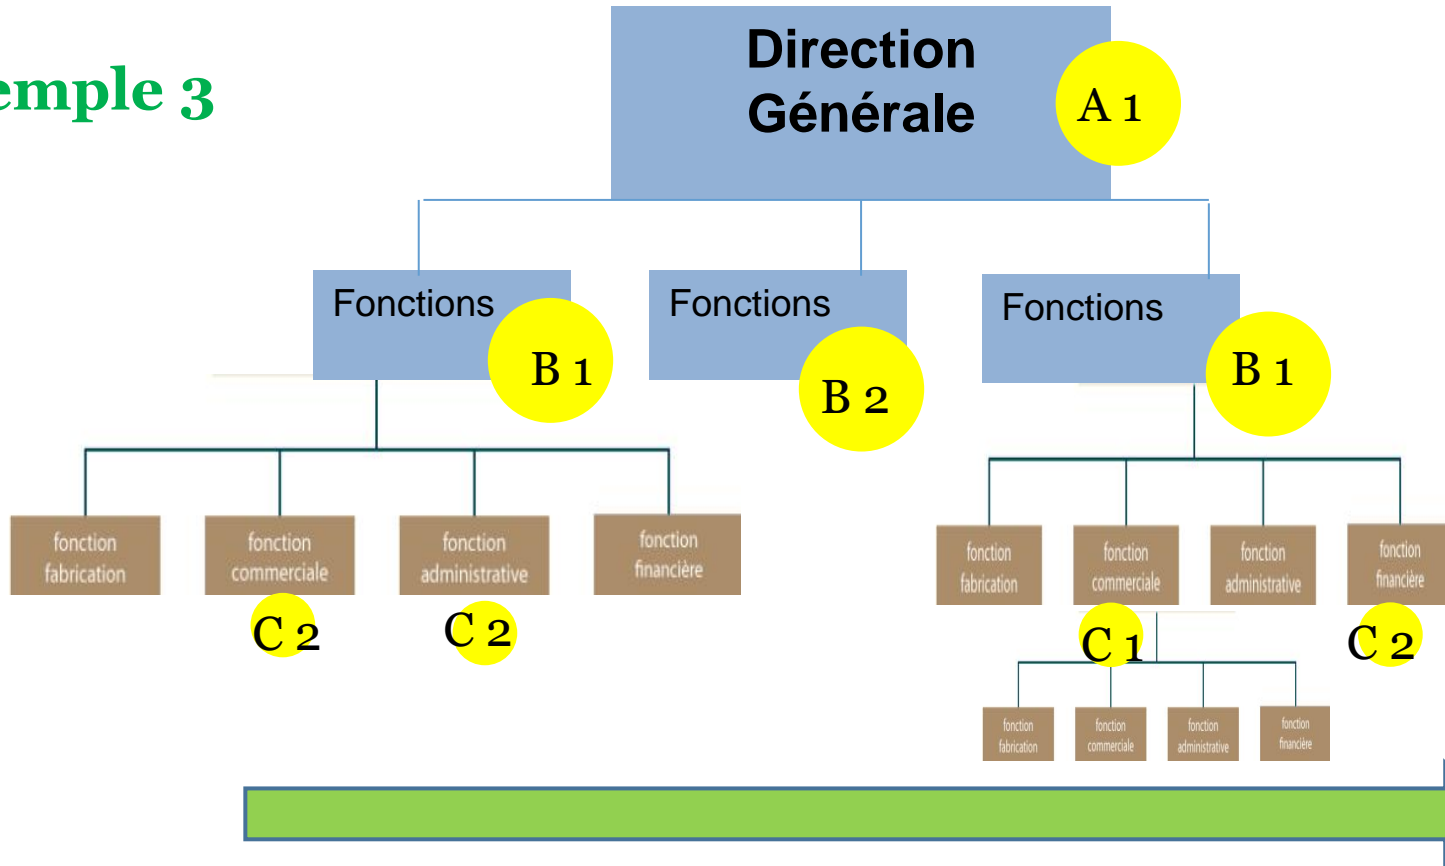 Direction
Générale
A 1
emple 3
Fonctions
B 1
Fonctions
B 2
Fonctions
B 1
fonction
fabrication
fonction
commerciale
fonction
administrative
fonction
financière
C 2
C 2
fonction
fabrication
fonction
commerciale
fonction
administrative
fonction
financière
C 1
C 2
fonction
fabrication
fonction
commerciale
fonction
administrative
fonction
financière